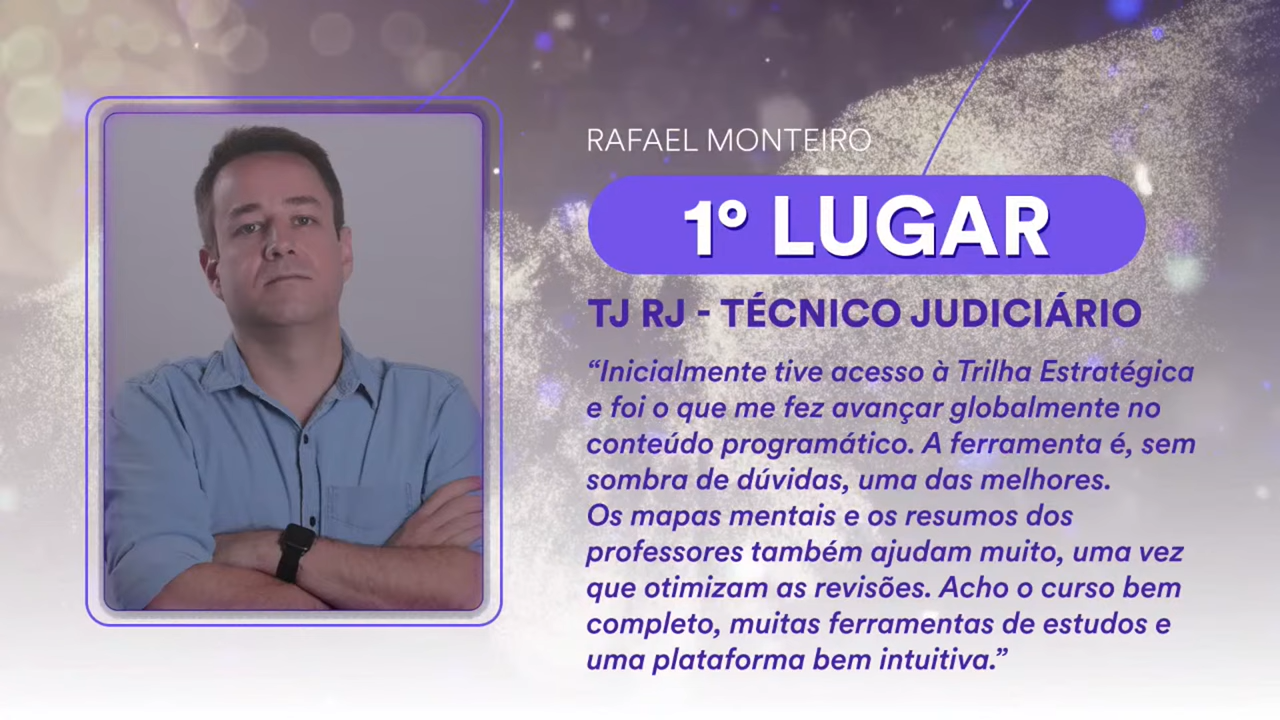 RAFAEL MONTEIRO
1º LUGAR
TJ RJ - TÉCNICO JUDICIÁRIO
“Inicialmente tive acesso à Trilha Estratégica
e foi o que me fez avançar globalmente no
conteúdo programático. A ferramenta é, sem
sombra de dúvidas, uma das melhores.
Os mapas mentais e os resumos dos
professores também ajudam muito, uma vez
que otimizam as revisões. Acho o curso bem
completo, muitas ferramentas de estudos e
uma plataforma bem intuitiva.”